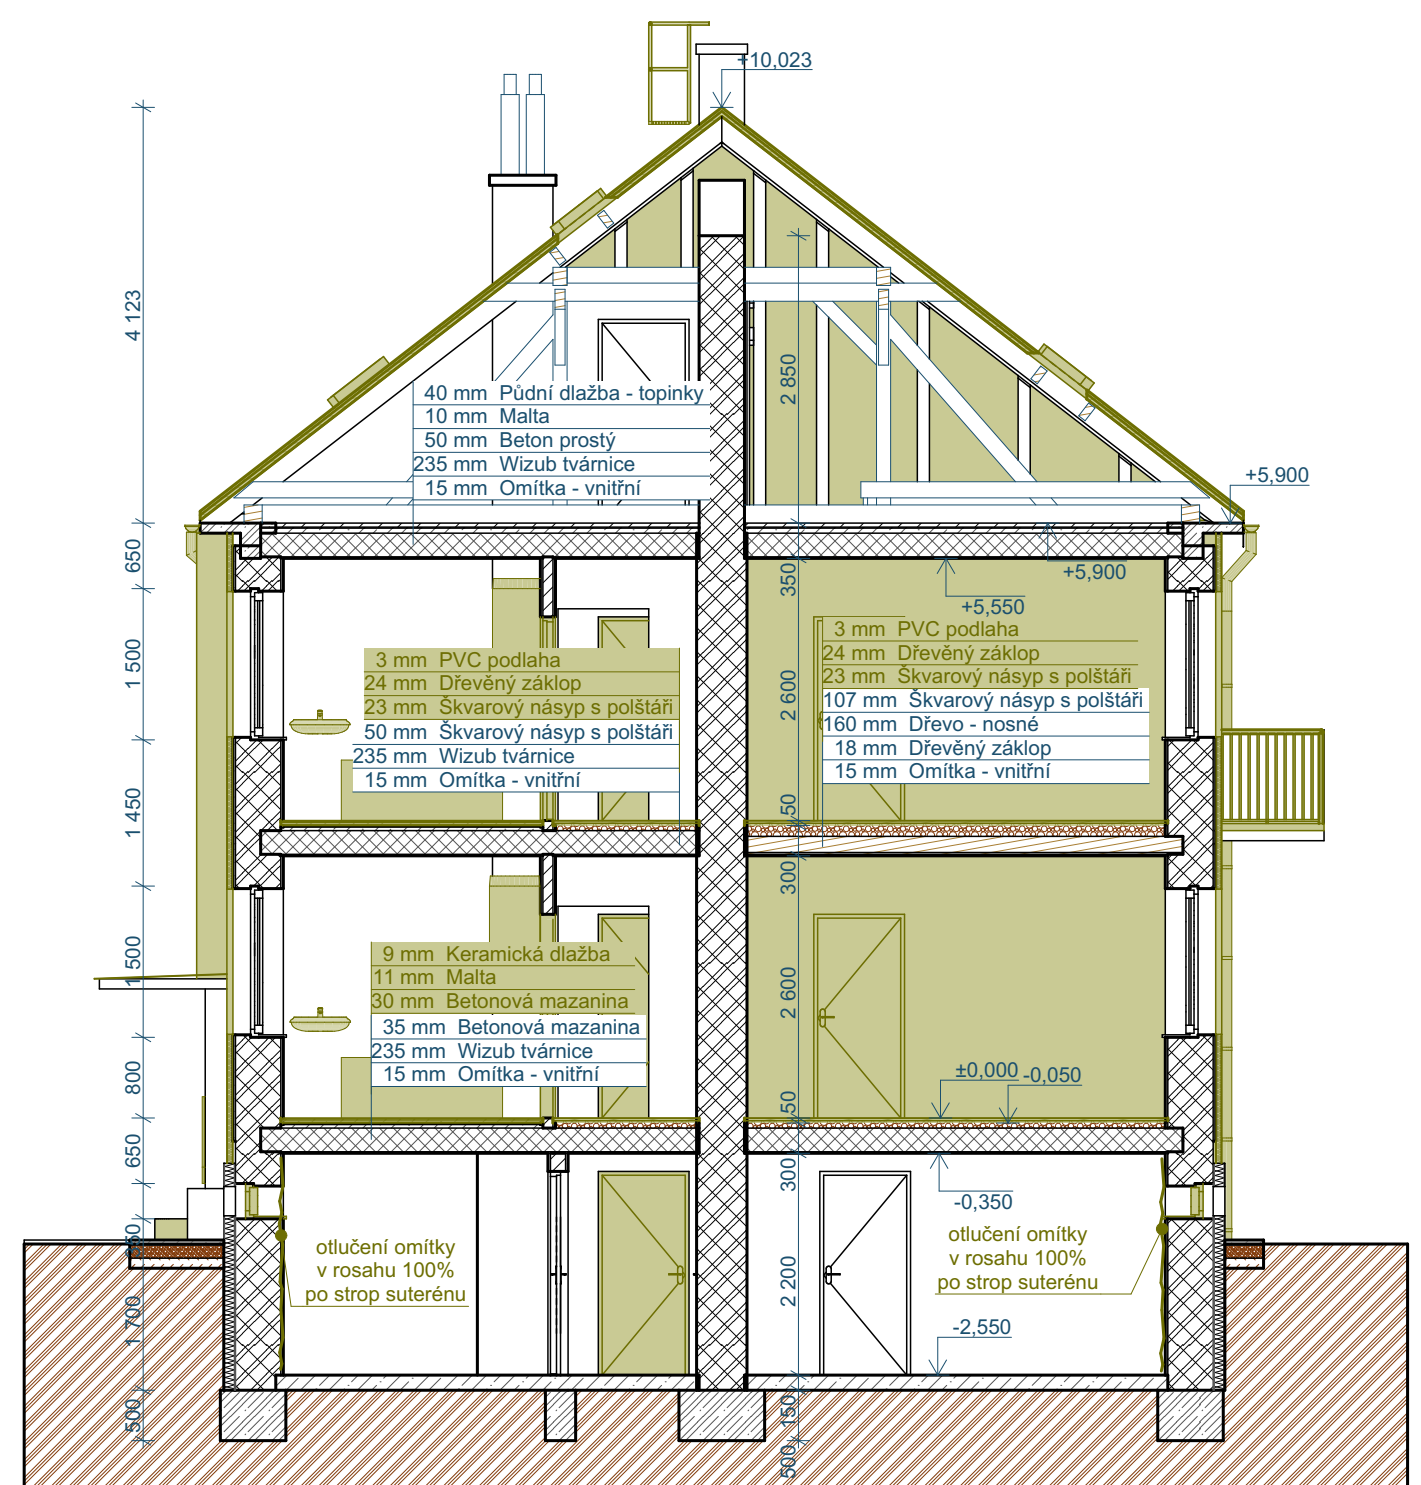 +10,023
4 123
2 850
40 mm Půdní dlažba - topinky
10 mm Malta
50 mm Beton prostý
235 mm Wizub tvárnice
15 mm Omítka - vnitřní
+5,900
650
350
+5,900
+5,550
1 500
2 600
3 mm PVC podlaha
24 mm Dřevěný záklop
23 mm Škvarový násyp s polštáři
50 mm Škvarový násyp s polštáři
235 mm Wizub tvárnice
15 mm Omítka - vnitřní
3 mm PVC podlaha
24 mm Dřevěný záklop
23 mm Škvarový násyp s polštáři
107 mm Škvarový násyp s polštáři
160 mm Dřevo - nosné
18 mm Dřevěný záklop
15 mm Omítka - vnitřní
1 450
50
300
1 500
2 600
9 mm Keramická dlažba
11 mm Malta
30 mm Betonová mazanina
35 mm Betonová mazanina
235 mm Wizub tvárnice
15 mm Omítka - vnitřní
800
50
±0,000
-0,050
650
300
-0,350
otlučení omítky
v rosahu 100%
po strop suterénu
otlučení omítky
v rosahu 100%
po strop suterénu
2 200
1 700
-2,550
500
150
500